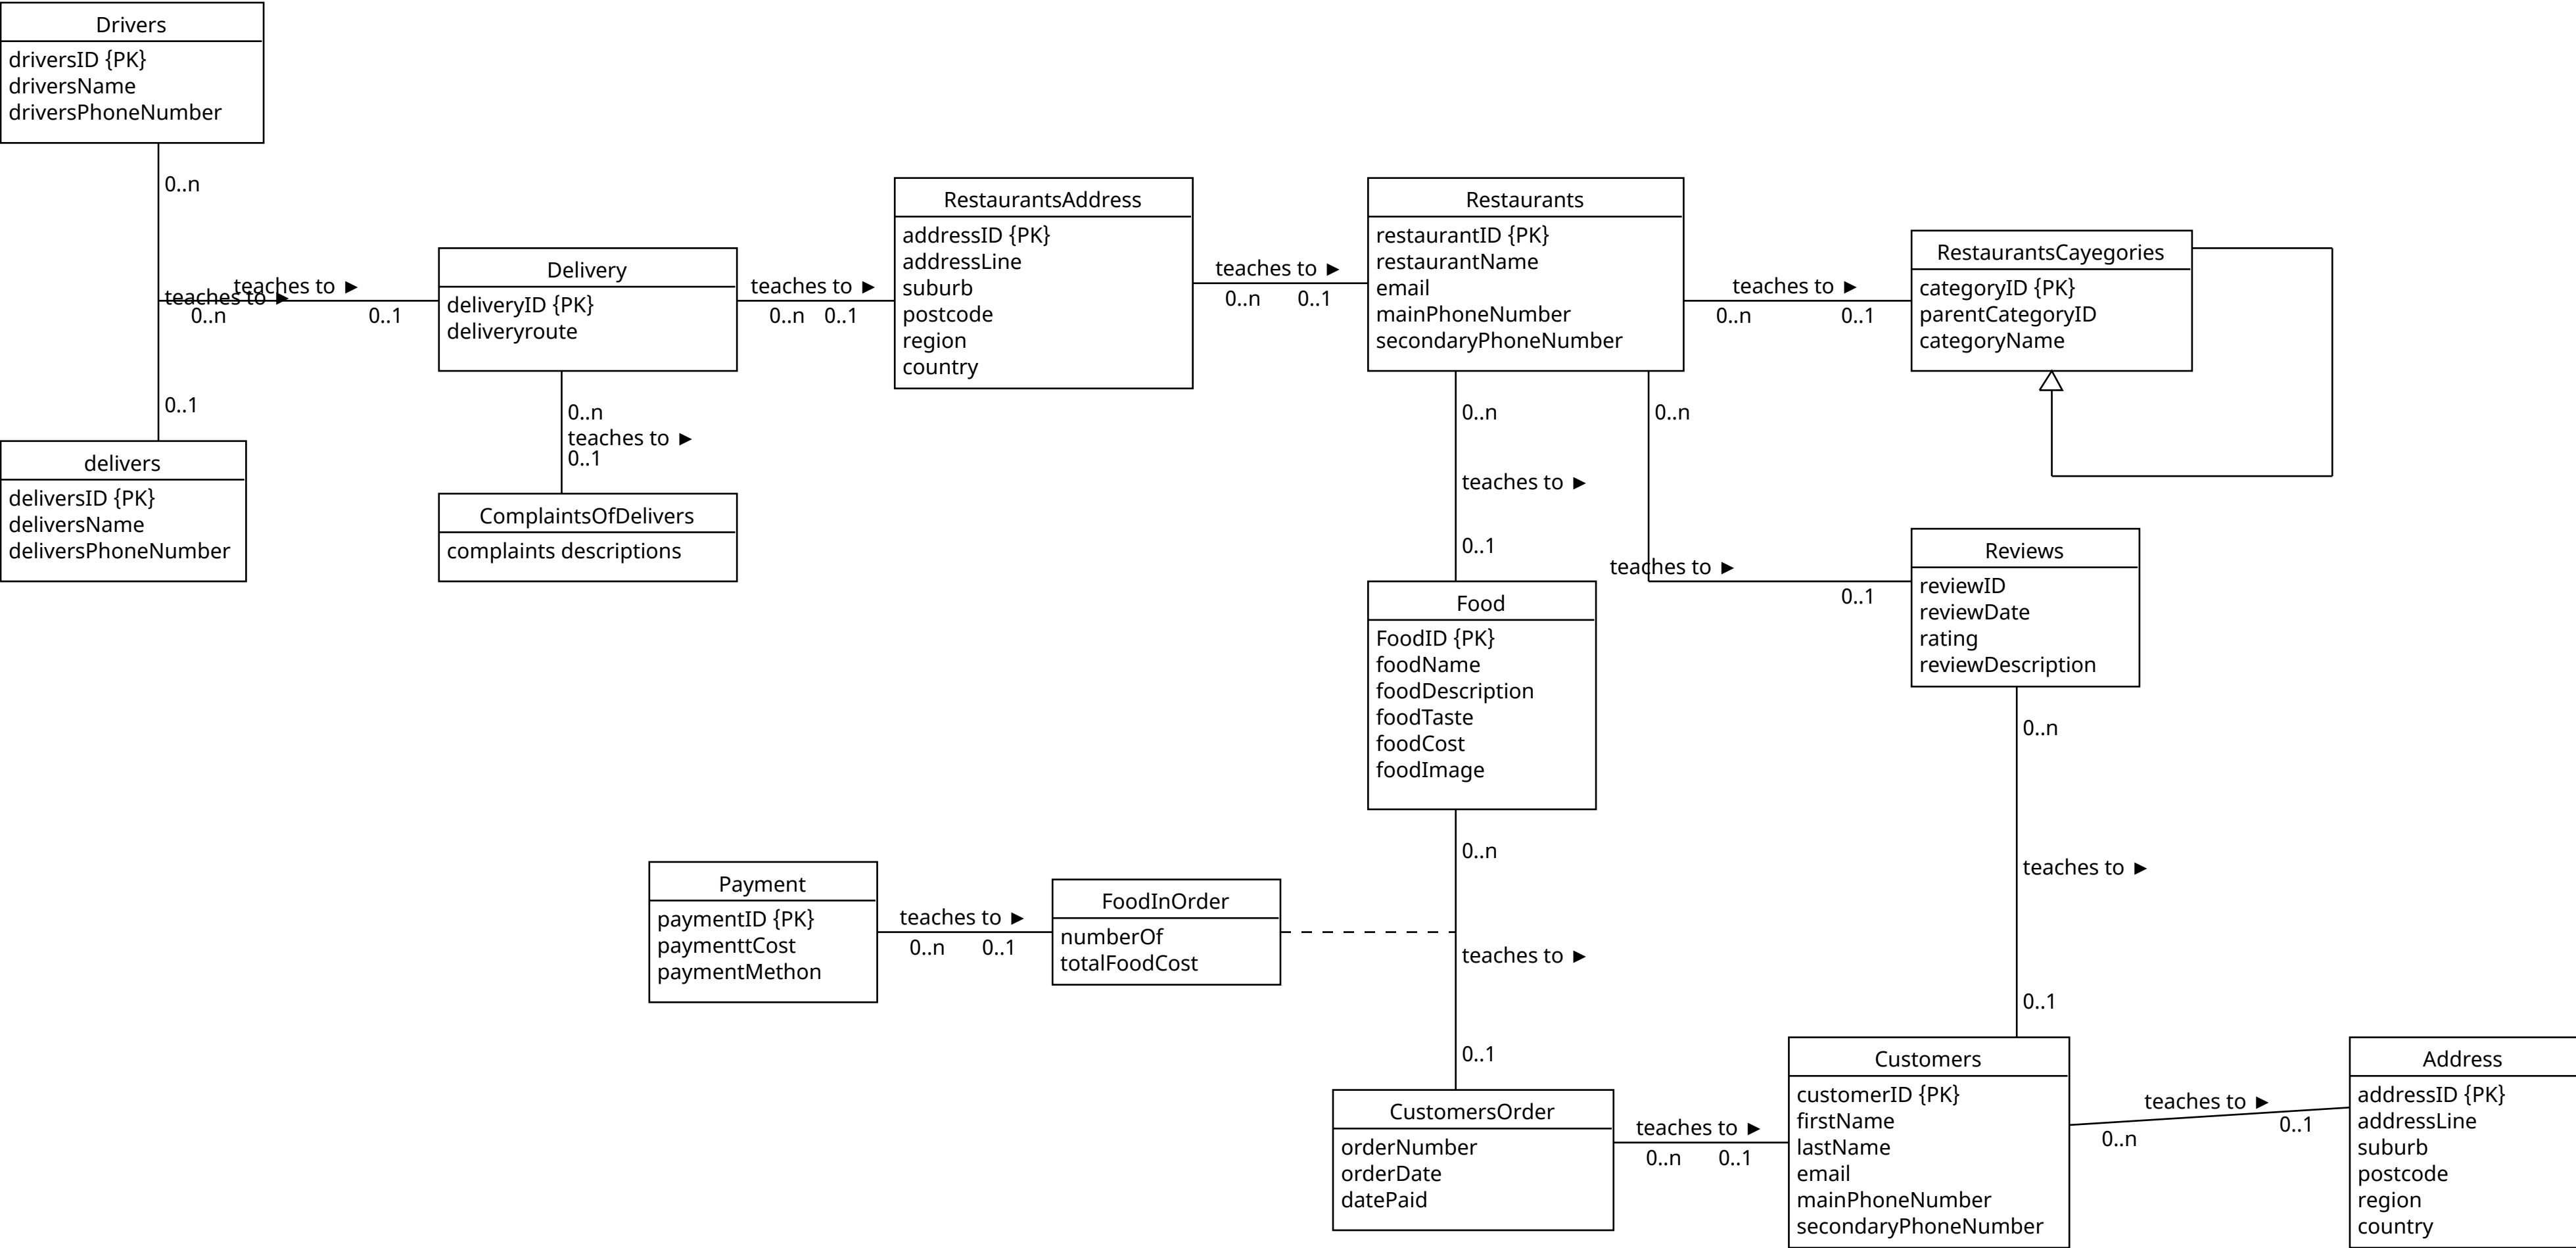 Drivers
driversID {PK}
driversName
driversPhoneNumber
0..n
teaches to ►
0..1
teaches to ►
0..n
0..1
delivers
deliversID {PK}
deliversName
deliversPhoneNumber
Delivery
deliveryID {PK}
deliveryroute
0..n
teaches to ►
0..1
ComplaintsOfDelivers
complaints descriptions
teaches to ►
0..n
0..1
RestaurantsAddress
addressID {PK}
addressLine
suburb
postcode
region
country
teaches to ►
0..n
0..1
Restaurants
restaurantID {PK}
restaurantName
email
mainPhoneNumber
secondaryPhoneNumber
teaches to ►
0..n
0..1
RestaurantsCayegories
categoryID {PK}
parentCategoryID
categoryName
0..n
teaches to ►
0..1
0..n
teaches to ►
0..1
Food
FoodID {PK}
foodName
foodDescription
foodTaste
foodCost
foodImage
Reviews
reviewID
reviewDate
rating
reviewDescription
0..n
teaches to ►
0..1
0..n
teaches to ►
0..1
Payment
paymentID {PK}
paymenttCost
paymentMethon
teaches to ►
0..n
0..1
FoodInOrder
numberOf
totalFoodCost
CustomersOrder
orderNumber
orderDate
datePaid
teaches to ►
0..n
0..1
Customers
customerID {PK}
firstName
lastName
email
mainPhoneNumber
secondaryPhoneNumber
teaches to ►
0..n
0..1
Address
addressID {PK}
addressLine
suburb
postcode
region
country